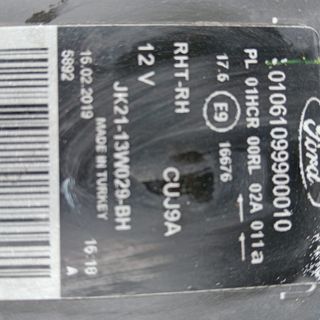 Ford
:01061099900010
PL 01HCR 00RL 02A 011a
17.6 E9 16676
RHT-RH CUJ9A
12 V
JK21-13W029-BH
MADE IN TURKEY
16.02.2019 16:18
5892 A